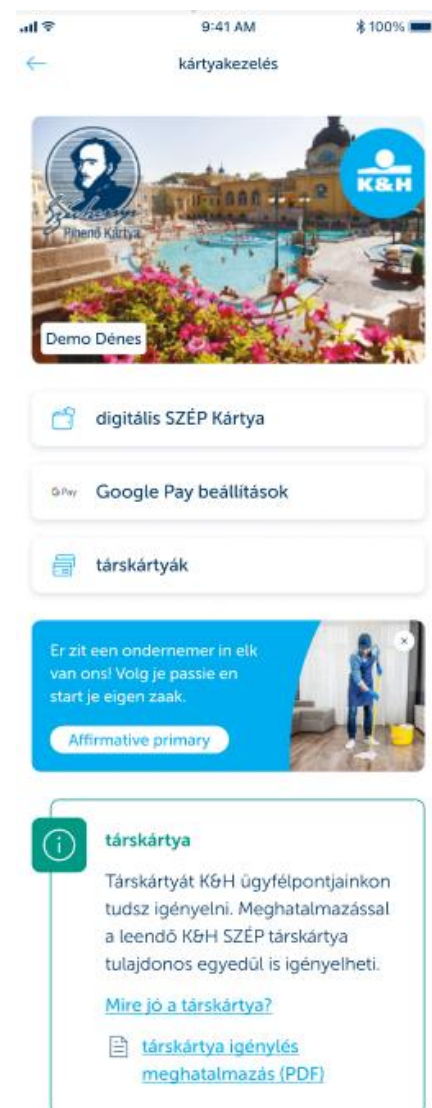 9:41 AM
100%
kártyakezelés
Széchenyi
Pihenő Kártya
K&H
Demo Dénes
digitális SZÉP Kártya
G Pay
Google Pay beállítások
társkártyák
Er zit een ondernemer in elk
van ons! Volg je passie en
start je eigen zaak.
Affirmative primary
társkártya
Társkártyát K&H ügyfélpontjainkon
tudsz igényelni. Meghatalmazással
a leendő K&H SZÉP társkártya
tulajdonos egyedül is igényelheti.
Mire jó a társkártya?
társkártya igénylés
meghatalmazás (PDF)